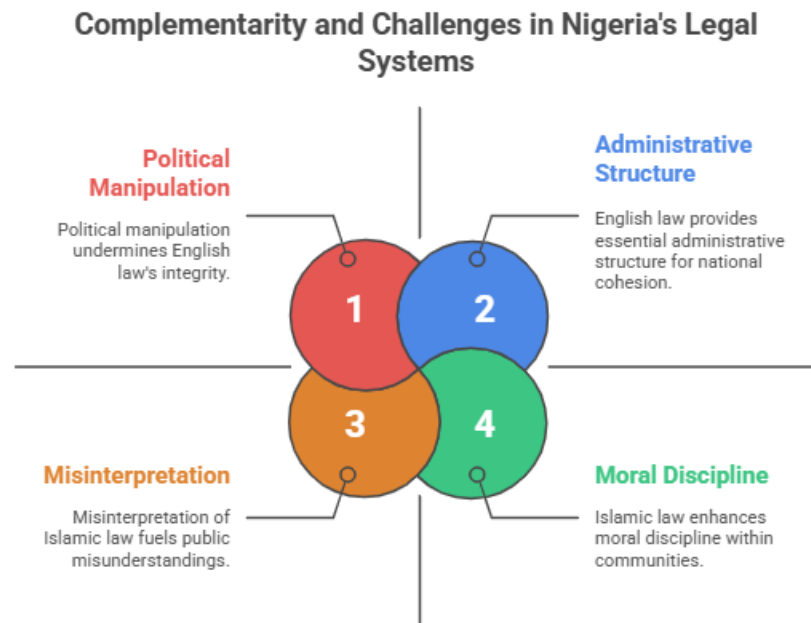 Complementarity and Challenges in Nigeria's Legal
Systems
Political
Manipulation
Political manipulation
undermines English
law's integrity.
Administrative
Structure
English law provides
essential administrative
structure for national
cohesion.
1
2
3
4
Misinterpretation
Misinterpretation of
Islamic law fuels public
misunderstandings.
Moral Discipline
Islamic law enhances
moral discipline within
communities.